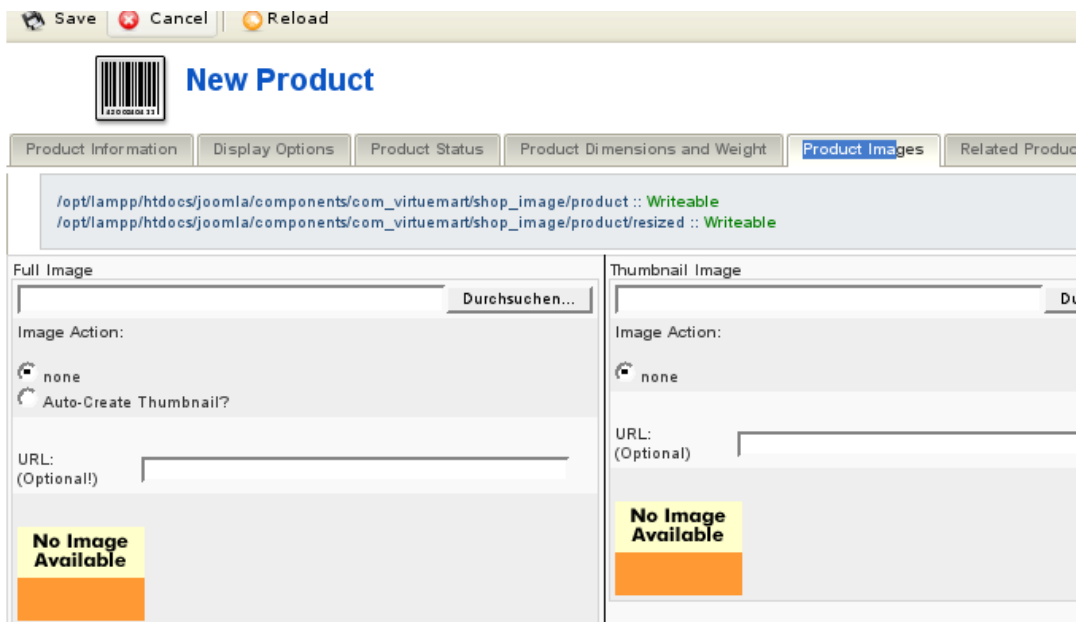 Save Cancel Reload
New Product
Product Information Display Options Product Status Product Dimensions and Weight Product Images Related Produc
/opt/lampp/htdocs/joomla/components/com_virtuemart/shop_image/product :: Writeable
/opt/lampp/htdocs/joomla/components/com_virtuemart/shop_image/product/resized :: Writeable
Full Image
Durchsuchen...
Image Action:
none
Auto-Create Thumbnail?
URL:
(Optional!)
No Image
Available
Thumbnail Image
Du
Image Action:
none
URL:
(Optional)
No Image
Available